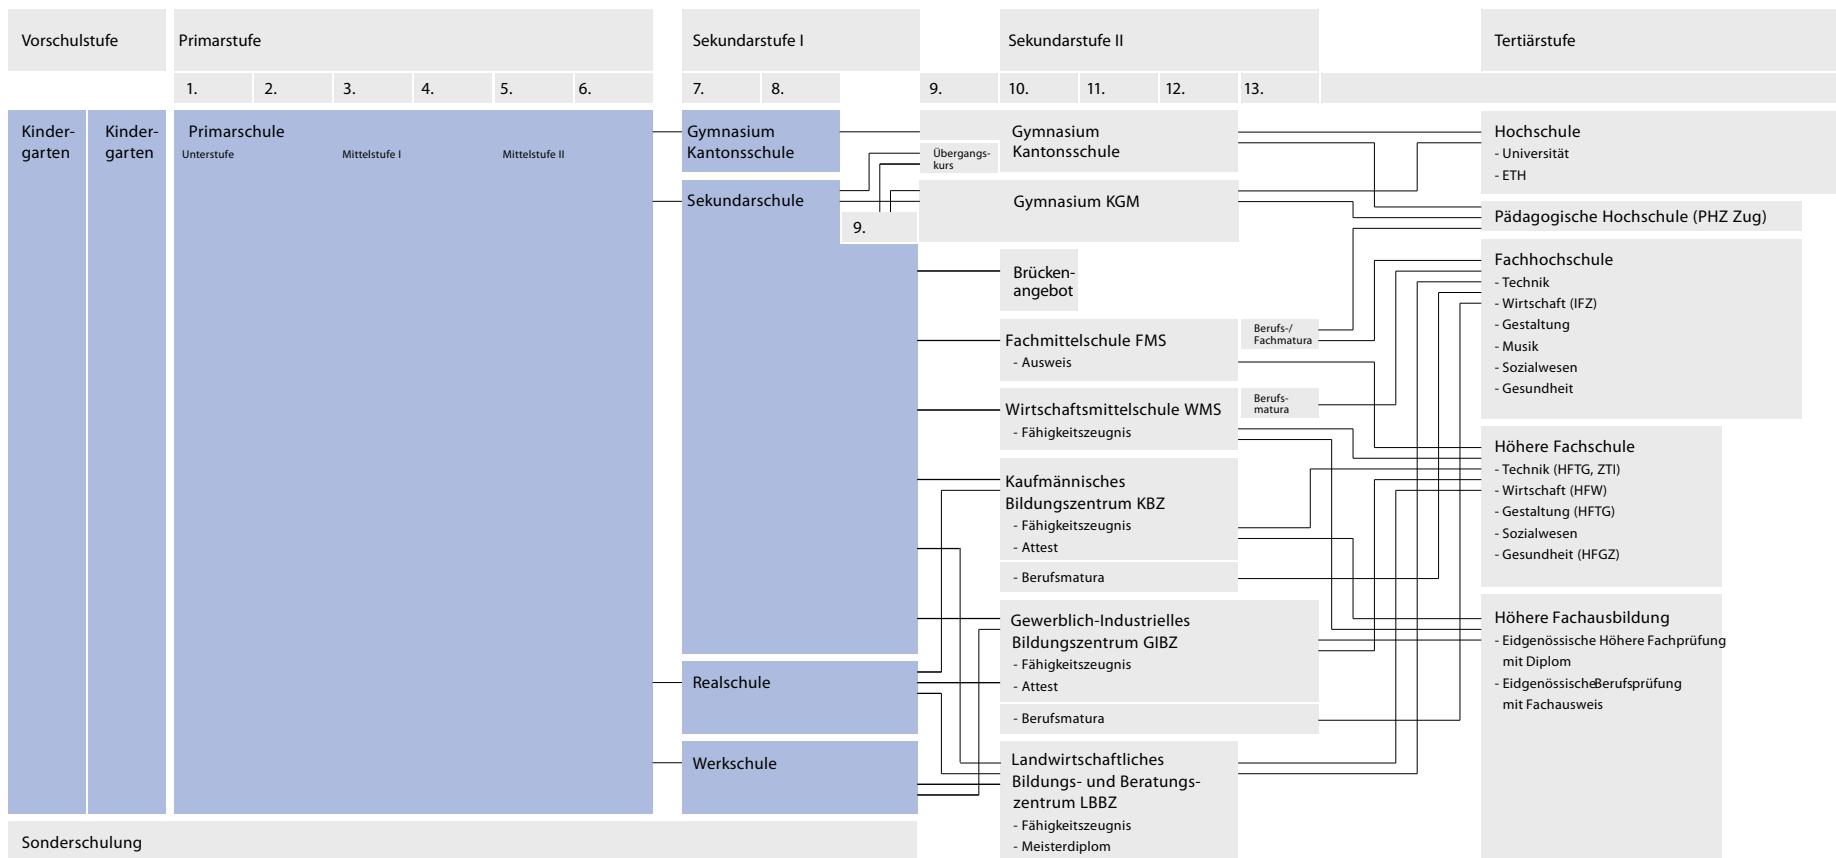 Vorschulstufe
Primarstufe
Sekundarstufe I
Sekundarstufe II
Tertiärstufe
1.
2.
3.
4.
5.
6.
7.
8.
9.
10.
11.
12.
13.
Kinder-
garten
Kinder-
garten
Primarschule
Unterstufe
Mittelstufe I
Mittelstufe II
Gymnasium
Kantonsschule
Sekundarschule
9.
Realschule
Werkschule
Sonderschulung
Gymnasium
Kantonsschule
Übergangs-
kurs
Gymnasium KGM
Brücken-
angebot
Fachmittelschule FMS
- Ausweis
Berufs-/
Fachmatura
Wirtschaftsmittelschule WMS
- Fähigkeitszeugnis
Berufs-
matura
Kaufmännisches
Bildungszentrum KBZ
- Fähigkeitszeugnis
- Attest
- Berufsmatura
Gewerblich-Industrielles
Bildungszentrum GIBZ
- Fähigkeitszeugnis
- Attest
- Berufsmatura
Landwirtschaftliches
Bildungs- und Beratungs-
zentrum LBBZ
- Fähigkeitszeugnis
- Meisterdiplom
Hochschule
- Universität
- ETH
Pädagogische Hochschule (PHZ Zug)
Fachhochschule
- Technik
- Wirtschaft (IFZ)
- Gestaltung
- Musik
- Sozialwesen
- Gesundheit
Höhere Fachschule
- Technik (HFTG, ZTI)
- Wirtschaft (HFW)
- Gestaltung (HFTG)
- Sozialwesen
- Gesundheit (HFGZ)
Höhere Fachausbildung
- Eidgenössische Höhere Fachprüfung
mit Diplom
- EidgenössischeBerufsprüfung
mit Fachausweis